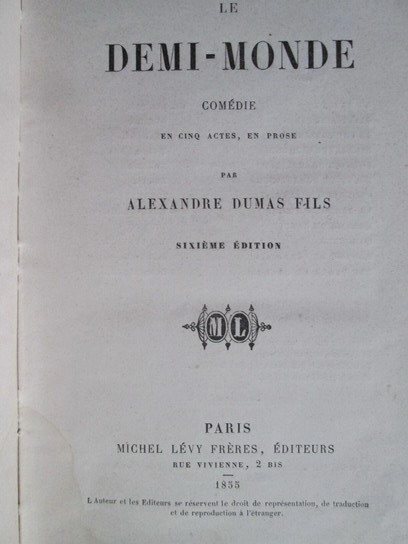 LE
DEMI-MONDE
COMÉDIE
EN CINQ ACTES, EN PROSE
PAR
ALEXANDRE DUMAS FILS
SIXIÈME ÉDITION
M L
PARIS
MICHEL LÉVY FRÈRES, ÉDITEURS
RUE VIVIENNE, 2 BIS
1855
L'Auteur et les Editeurs se réservent le droit de représentation, de traduction
et de reproduction à l'étranger.